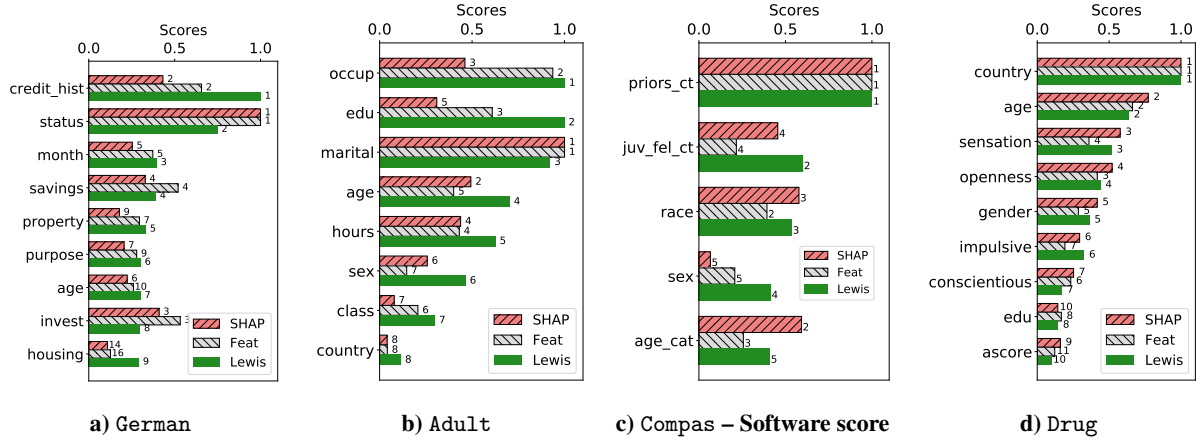 Scores
0.0 0.5 1.0
credit_hist 2 2 1
status 1 1 2
month 5 5 3
savings 4 4 4
property 9 7 5
purpose 7 9 6
age 6 10 7
invest 3 3 8
housing 14 16 9
SHAP
Feat
Lewis
a) German
Scores
0.0 0.5 1.0
occup 3 2 1
edu 5 3 2
marital 1 1 3
age 2 5 4
hours 4 4 5
sex 6 7 6
class 7 6 7
country 8 8 8
SHAP
Feat
Lewis
b) Adult
Scores
0.0 0.5 1.0
priors_ct 1 1 1
juv_fel_ct 4 4 2
race 3 2 3
sex 5 5 4
age_cat 2 3 5
SHAP
Feat
Lewis
c) Compas – Software score
Scores
0.0 0.5 1.0
country 1 1 1
age 2 2 2
sensation 3 4 3
openness 4 3 4
gender 5 5 5
impulsive 6 7 6
conscientious 7 6 7
edu 10 8 8
ascore 9 11 10
SHAP
Feat
Lewis
d) Drug